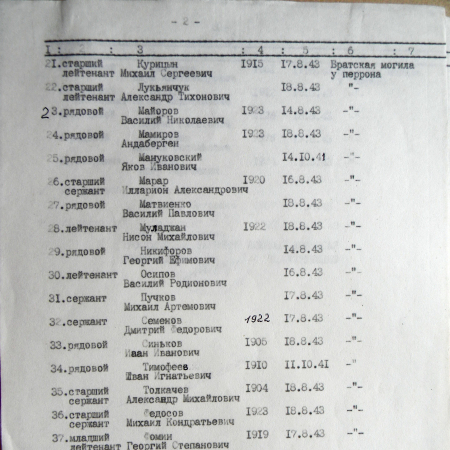 - 2 -
1 : 3 : 4 : 5 : 6 : 7
21.старший Курицын 1915 17.8.43 Братская могила
лейтенант Михаил Сергеевич у перрона
22.старший Лукьянчук 18.8.43 -"-
лейтенант Александр Тихонович
23.рядовой Майоров 1923 14.8.43 -"-
Василий Николаевич
24.рядовой Мамиров 1923 18.8.43 -"-
Андаберген
25.рядовой Мануковский 14.10.41 -"-
Яков Иванович
26.старший Марар 1920 16.8.43 -"-
сержант Илларион Александрович
27.рядовой Матвиенко 18.8.43 -"-
Василий Павлович
28.лейтенант Муладжан 1922 18.8.43 -"-
Нисон Михайлович
29.рядовой Никифоров 14.8.43 -"-
Георгий Ефимович
30.лейтенант Осипов 16.8.43 -"-
Василий Родионович
31.сержант Пучков 17.8.43 -"-
Михаил Артемович
32.сержант Семенов 1922 17.8.43 -"-
Дмитрий Федорович
33.рядовой Синьков 1905 18.8.43 -"-
Иван Иванович
34.рядовой Тимофеев 1910 11.10.41 -"
Иван Игнатьевич
35.старший Толкачев 1904 18.8.43 -"-
сержант Александр Михайлович
36.старший Федосов 1923 18.8.43 -"-
сержант Михаил Кондратьевич
37.младший Фомин 1919 17.8.43 -"-
лейтенант Георгий Степанович